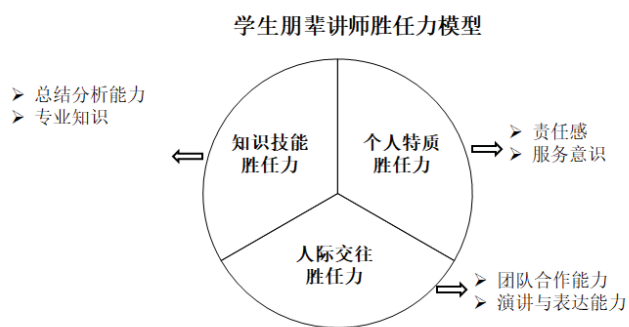 学生朋辈讲师胜任力模型
➢ 总结分析能力
➢ 专业知识
知识技能
胜任力
个人特质
胜任力
➢ 责任感
➢ 服务意识
人际交往
胜任力
➢ 团队合作能力
➢ 演讲与表达能力